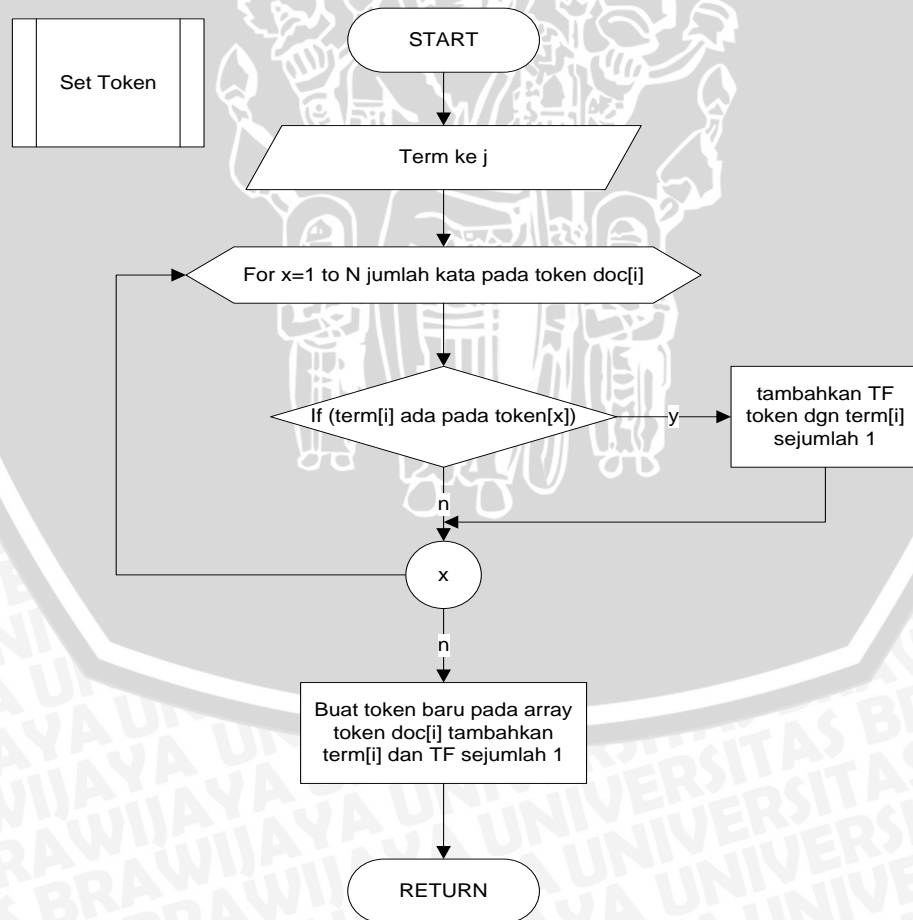 START
Set Token
Term ke j
For x=1 to N jumlah kata pada token doc[i]
If (term[i] ada pada token[x])
y
tambahkan TF
token dgn term[i]
sejumlah 1
n
x
n
Buat token baru pada array
token doc[i] tambahkan
term[i] dan TF sejumlah 1
RETURN